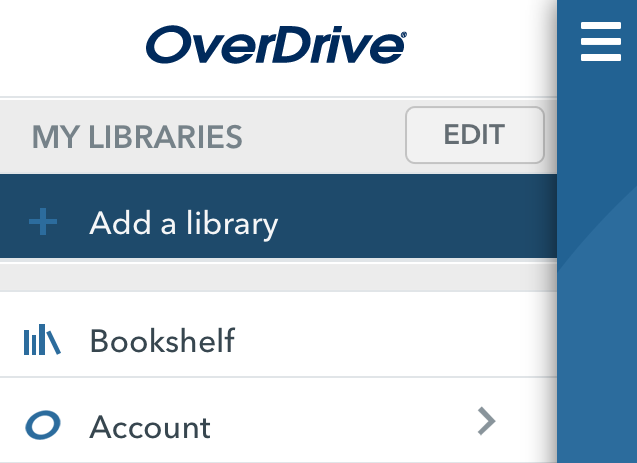 OverDrive®
MY LIBRARIES
EDIT
Add a library
Bookshelf
Account